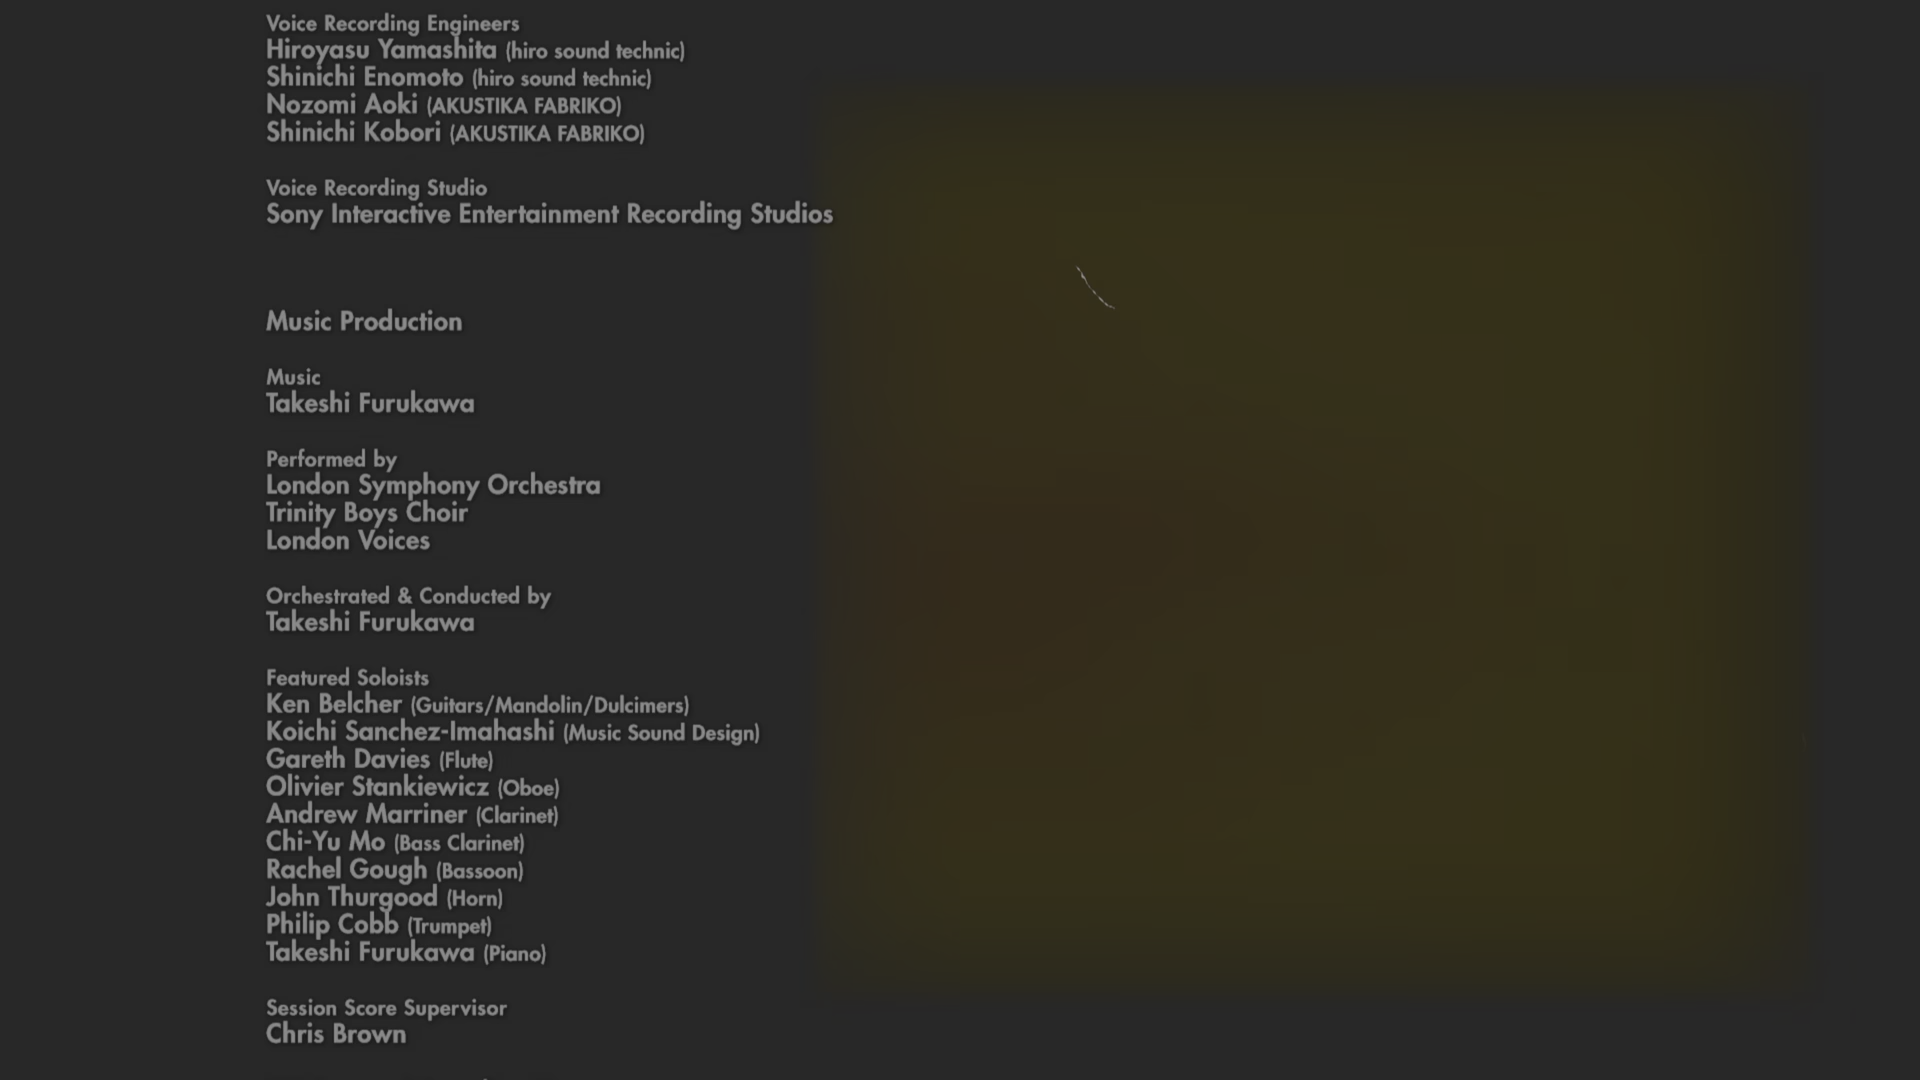 Voice Recording Engineers
Hiroyasu Yamashita (hiro sound technic)
Shinichi Enomoto (hiro sound technic)
Nozomi Aoki (AKUSTIKA FABRIKO)
Shinichi Kobori (AKUSTIKA FABRIKO)
Voice Recording Studio
Sony Interactive Entertainment Recording Studios
Music Production
Music
Takeshi Furukawa
Performed by
London Symphony Orchestra
Trinity Boys Choir
London Voices
Orchestrated & Conducted by
Takeshi Furukawa
Featured Soloists
Ken Belcher (Guitars/Mandolin/Dulcimers)
Koichi Sanchez-Imahashi (Music Sound Design)
Gareth Davies (Flute)
Olivier Stankiewicz (Oboe)
Andrew Marriner (Clarinet)
Chi-Yu Mo (Bass Clarinet)
Rachel Gough (Bassoon)
John Thurgood (Horn)
Philip Cobb (Trumpet)
Takeshi Furukawa (Piano)
Session Score Supervisor
Chris Brown